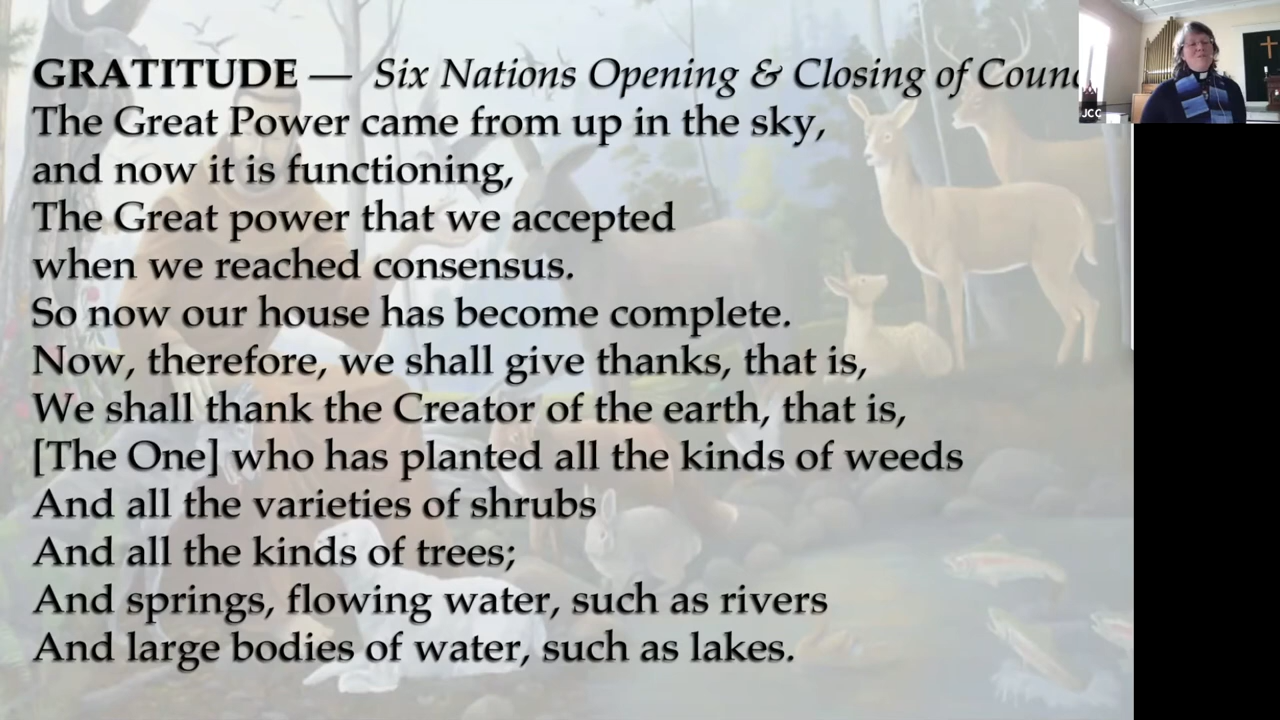 GRATITUDE — Six Nations Opening & Closing of
The Great Power came from up in the sky,
and now it is functioning,
The Great power that we accepted
when we reached consensus.
So now our house has become complete.
Now, therefore, we shall give thanks, that is,
We shall thank the Creator of the earth, that is,
[The One] who has planted all the kinds of weeds
And all the varieties of shrubs
And all the kinds of trees;
And springs, flowing water, such as rivers
And large bodies of water, such as lakes.
JCC